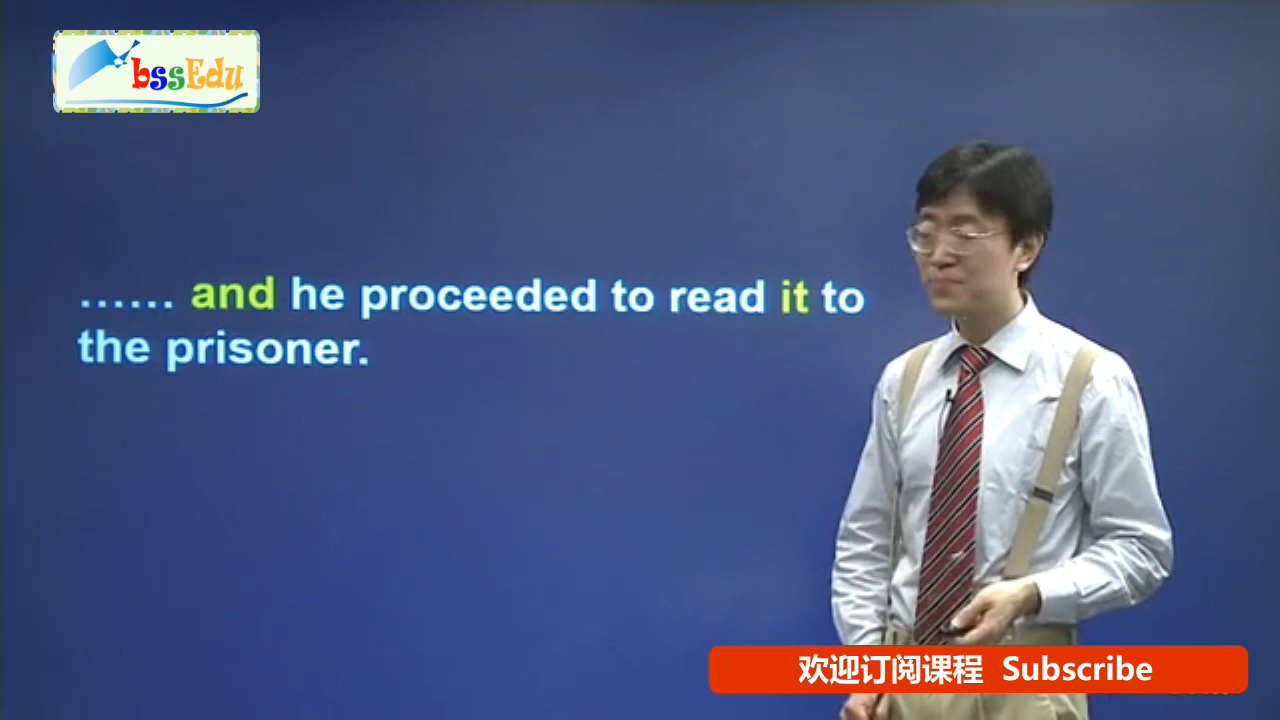 bssEdu
...... and he proceeded to read it to
the prisoner.
欢迎订阅课程 Subscribe